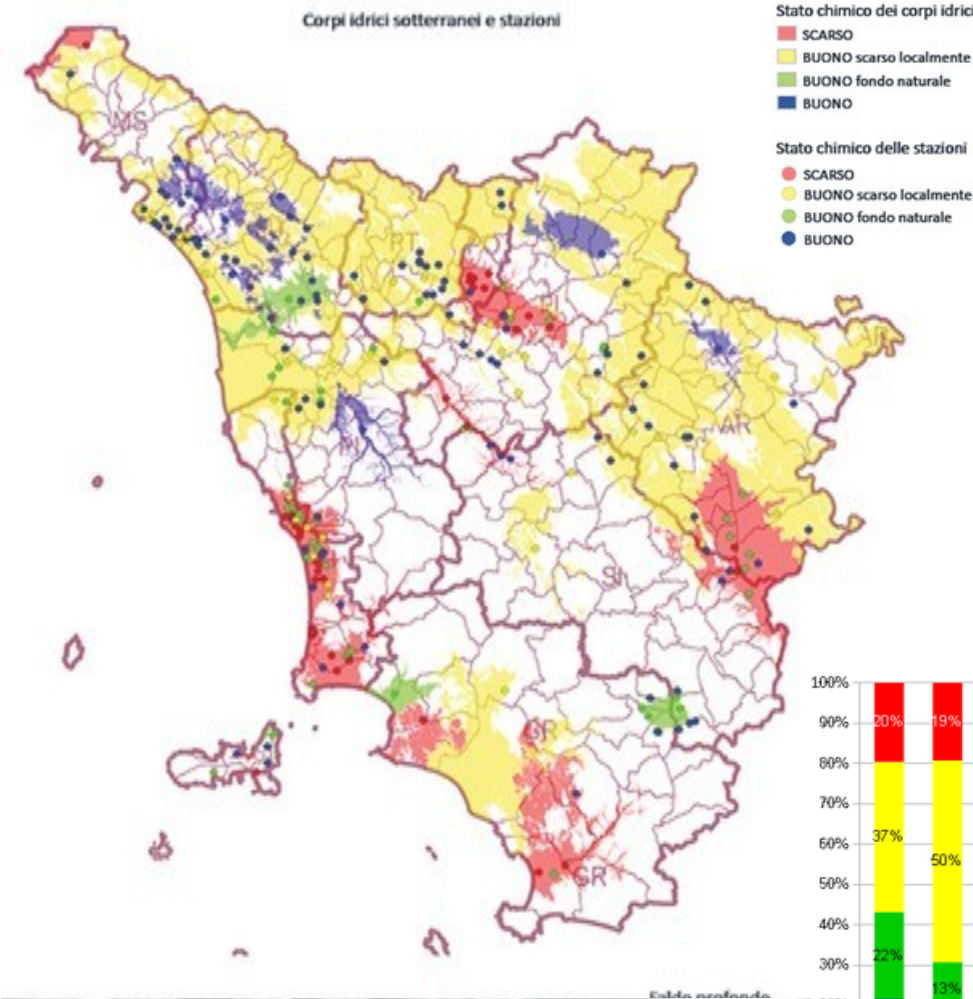 Corpi idrici sotterranei e stazioni
Stato chimico dei corpi idrici
SCARSO
BUONO scarso localmente
BUONO fondo naturale
BUONO
Stato chimico delle stazioni
SCARSO
BUONO scarso localmente
BUONO fondo naturale
BUONO
MS
PT
AR
SI
GR
GR
100%
90%
80%
70%
60%
50%
40%
30%
20%
37%
22%
19%
50%
13%